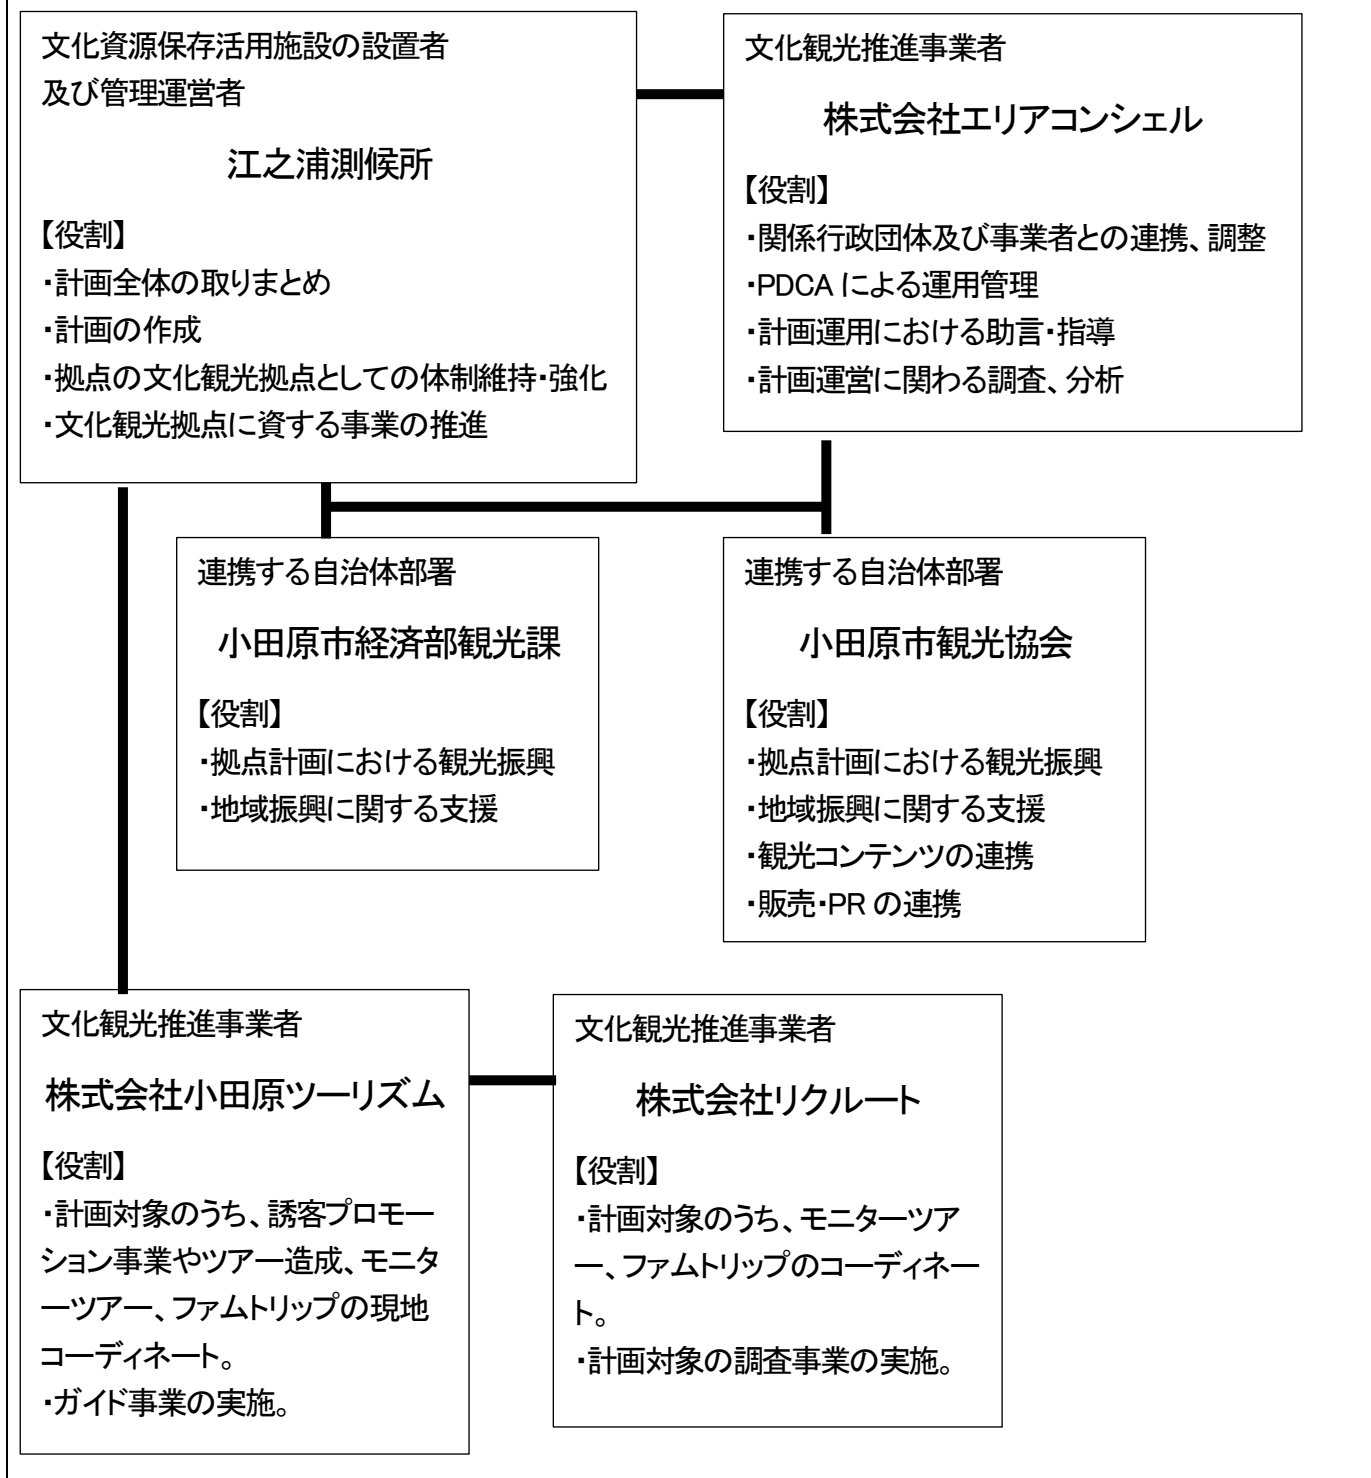 文化資源保存活用施設の設置者
及び管理運営者
江之浦測候所
【役割】
・計画全体の取りまとめ
・計画の作成
・拠点の文化観光拠点としての体制維持・強化
・文化観光拠点に資する事業の推進
文化観光推進事業者
株式会社エリアコンシェル
【役割】
・関係行政団体及び事業者との連携、調整
・PDCA による運用管理
・計画運用における助言・指導
・計画運営に関わる調査、分析
連携する自治体部署
小田原市経済部観光課
【役割】
・拠点計画における観光振興
・地域振興に関する支援
連携する自治体部署
小田原市観光協会
【役割】
・拠点計画における観光振興
・地域振興に関する支援
・観光コンテンツの連携
・販売・PR の連携
文化観光推進事業者
株式会社小田原ツーリズム
【役割】
・計画対象のうち、誘客プロモー
ション事業やツアー造成、モニタ
ーツアー、ファムトリップの現地
コーディネート。
・ガイド事業の実施。
文化観光推進事業者
株式会社リクルート
【役割】
・計画対象のうち、モニターツア
ー、ファムトリップのコーディネー
ト。
・計画対象の調査事業の実施。